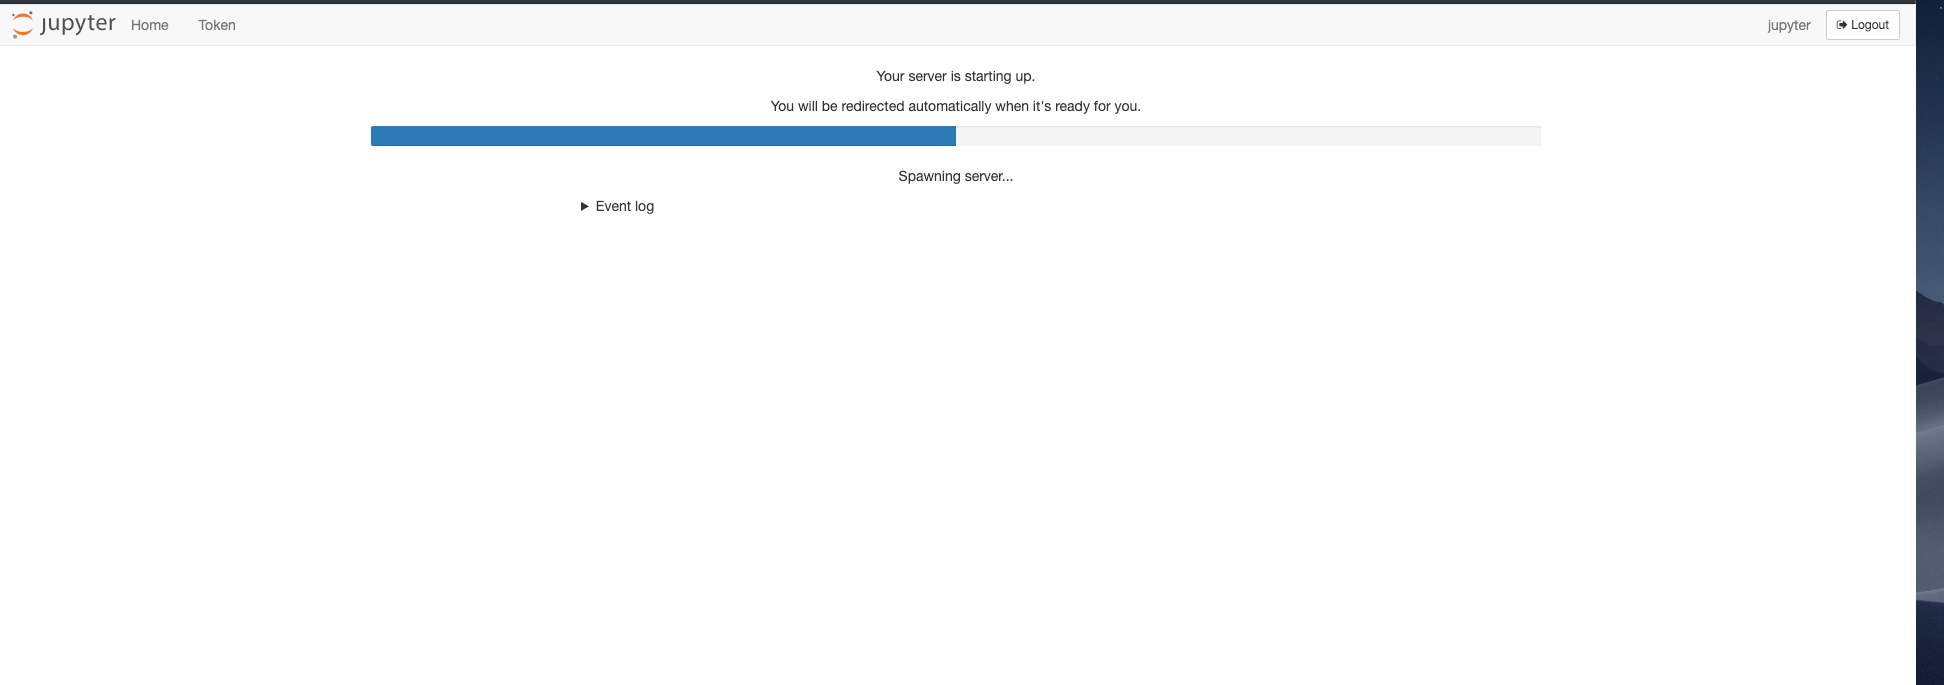 jupyter Home Token jupyter Logout
Your server is starting up.
You will be redirected automatically when it's ready for you.
Spawning server...
Event log